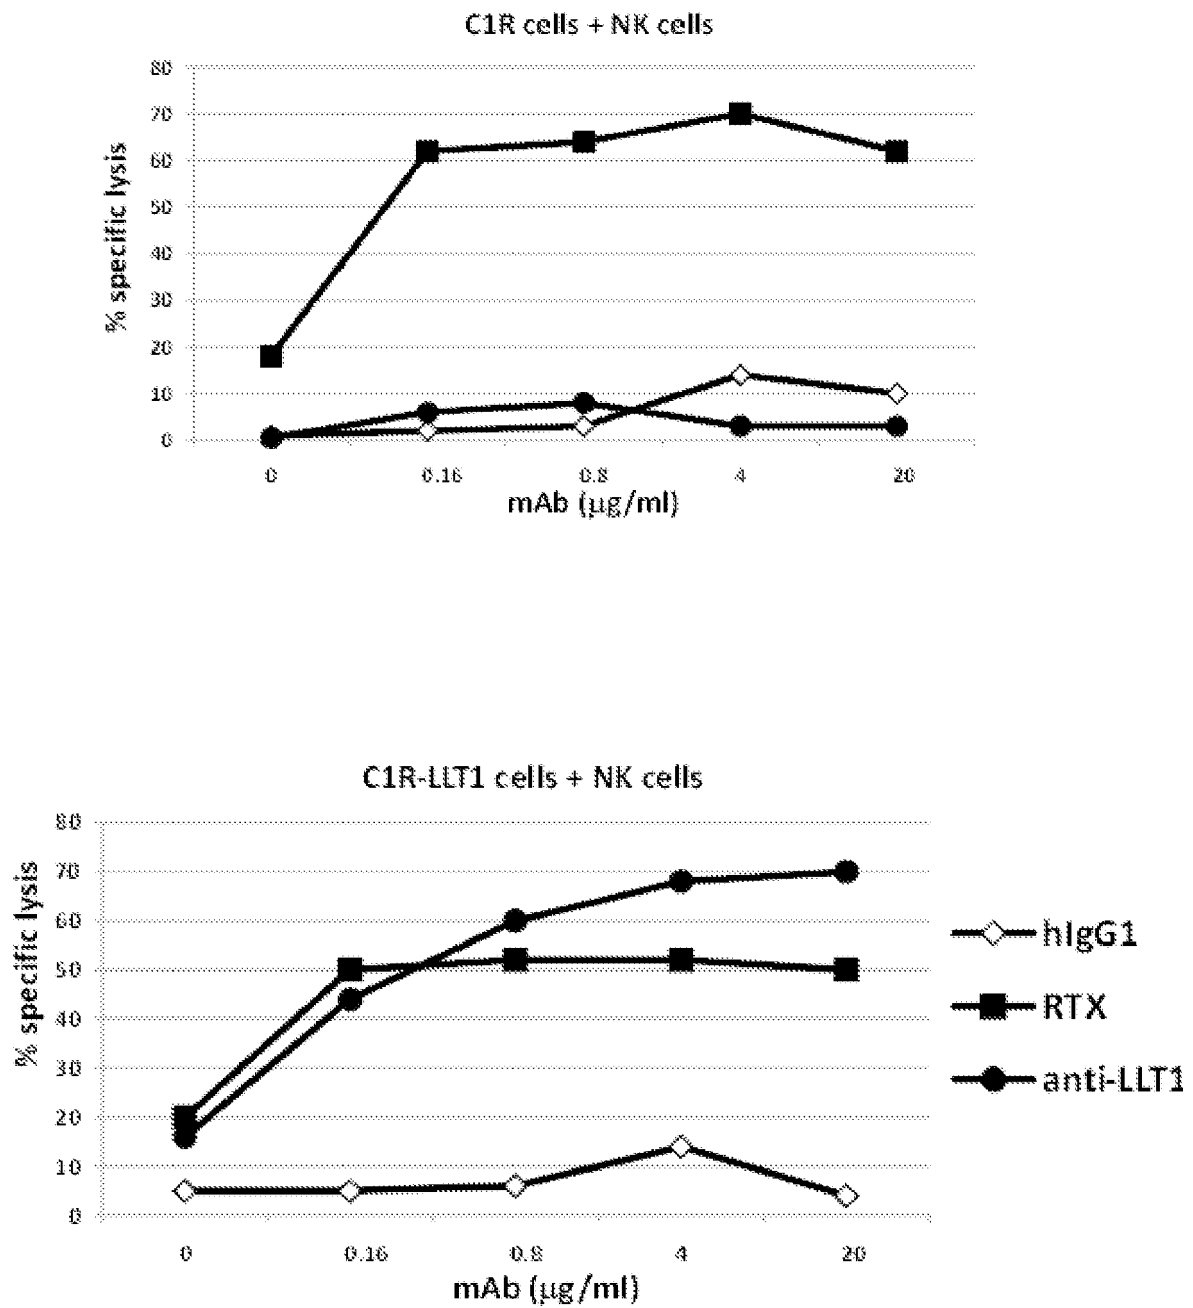 C1R cells + NK cells
80
70
60
50
40
30
20
10
0
% specific lysis
0 0.16 0.8 4 20
mAb (µg/ml)
C1R-LLT1 cells + NK cells
80
70
60
50
40
30
20
10
0
% specific lysis
0 0.16 0.8 4 20
mAb (µg/ml)
hIgG1
RTX
anti-LLT1